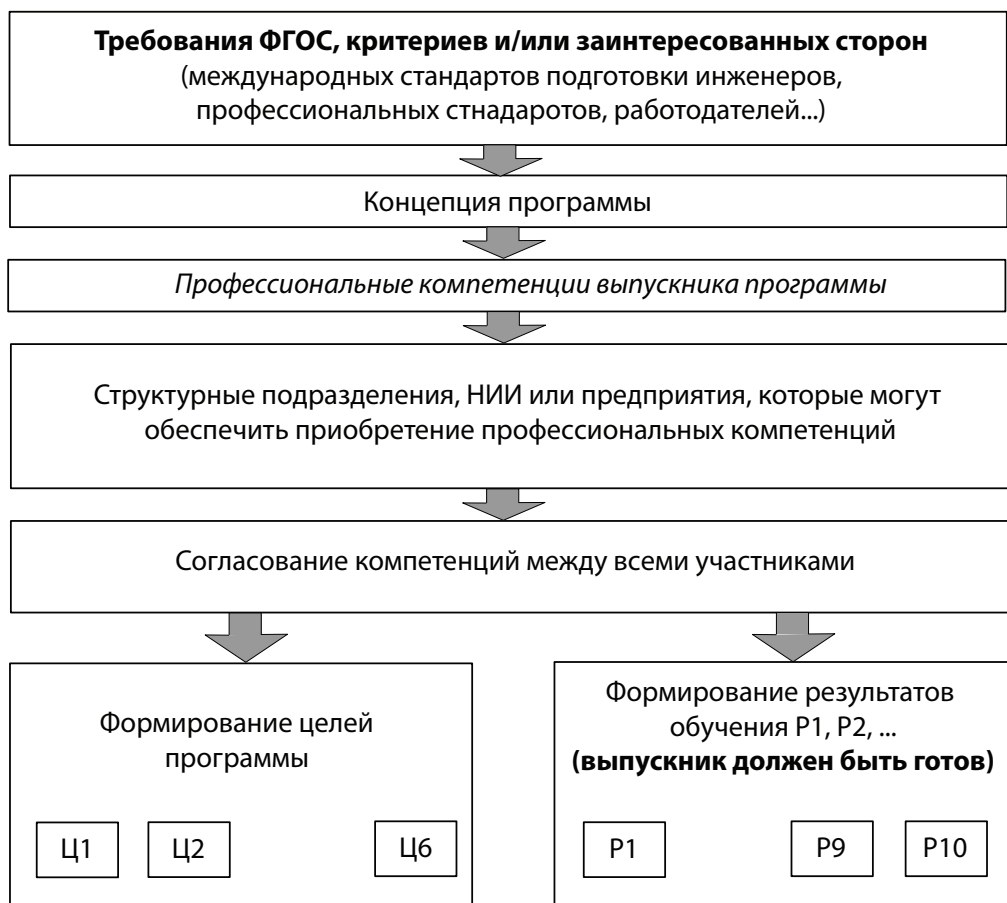 Требования ФГОС, критериев и/или заинтересованных сторон
(международных стандартов подготовки инженеров,
профессиональных стнадаротов, работодателей...)
Концепция программы
Профессиональные компетенции выпускника программы
Структурные подразделения, НИИ или предприятия, которые могут
обеспечить приобретение профессиональных компетенций
Согласование компетенций между всеми участниками
Формирование целей
программы
Ц1 Ц2 Ц6
Формирование результатов
обучения Р1, Р2, ...
(выпускник должен быть готов)
Р1 Р9 Р10